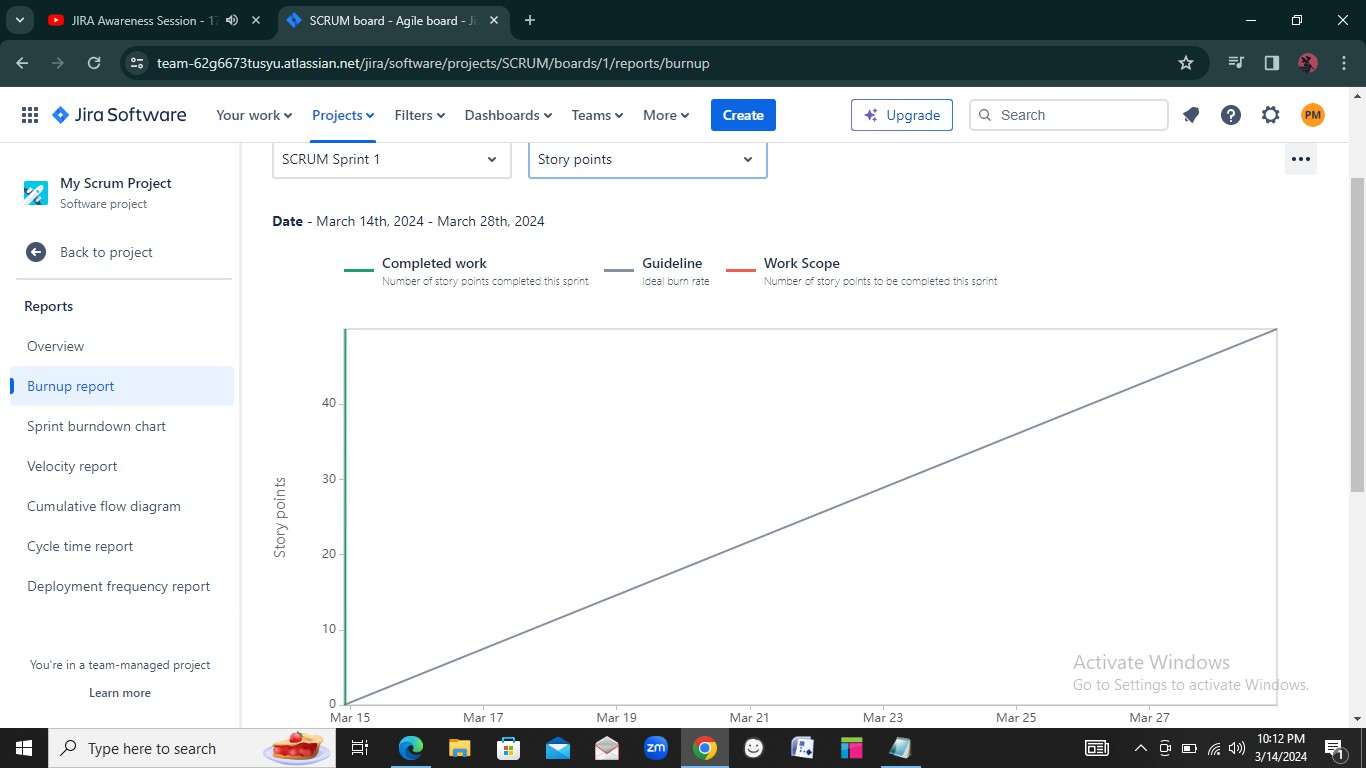 JIRA Awareness Session - 17
SCRUM board - Agile board - Ji
team-62g6673tusyu.atlassian.net/jira/software/projects/SCRUM/boards/1/reports/burnup
Jira Software
Your work
Projects
Filters
Dashboards
Teams
More
Create
Upgrade
Search
PM
My Scrum Project
Software project
Back to project
Reports
Overview
Burnup report
Sprint burndown chart
Velocity report
Cumulative flow diagram
Cycle time report
Deployment frequency report
You're in a team-managed project
Learn more
SCRUM Sprint 1
Story points
Date - March 14th, 2024 - March 28th, 2024
Completed work
Number of story points completed this sprint
Guideline
Ideal burn rate
Work Scope
Number of story points to be completed this sprint
Story points
40
30
20
10
0
Mar 15
Mar 17
Mar 19
Mar 21
Mar 23
Mar 25
Mar 27
Activate Windows
Go to Settings to activate Windows.
Type here to search
zm
10:12 PM
3/14/2024
1